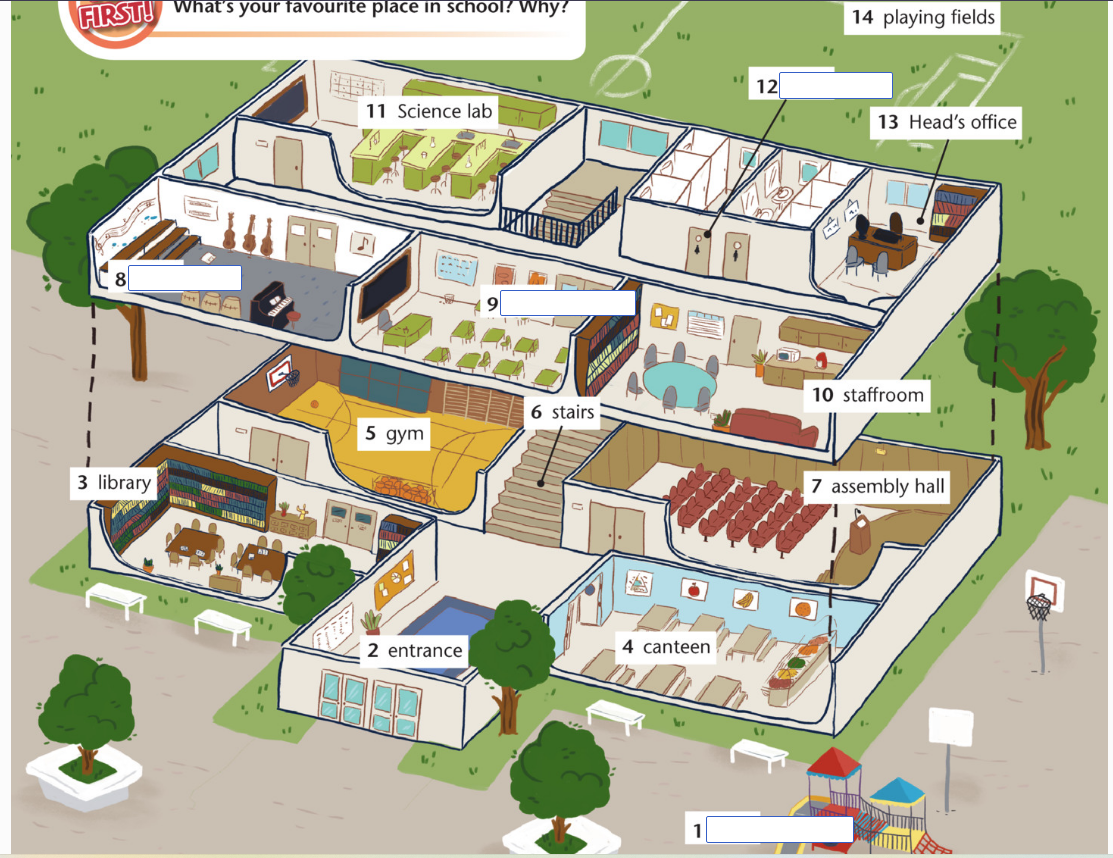 FIRST!
What's your favourite place in school? Why?
14 playing fields
12
13 Head's office
11 Science lab
8
9
10 staffroom
6 stairs
5 gym
3 library
7 assembly hall
2 entrance
4 canteen
1